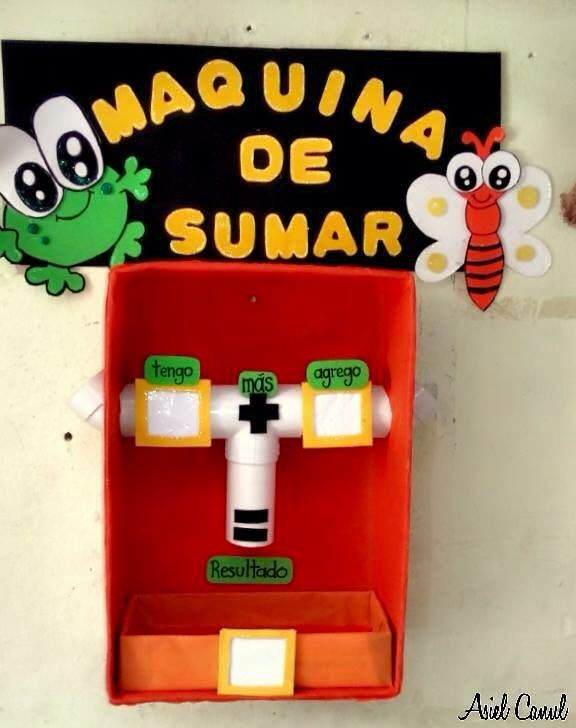 MAQUINA
DE
SUMAR
tengo
más
agrego
+
=
Resultado
Asiel Canul